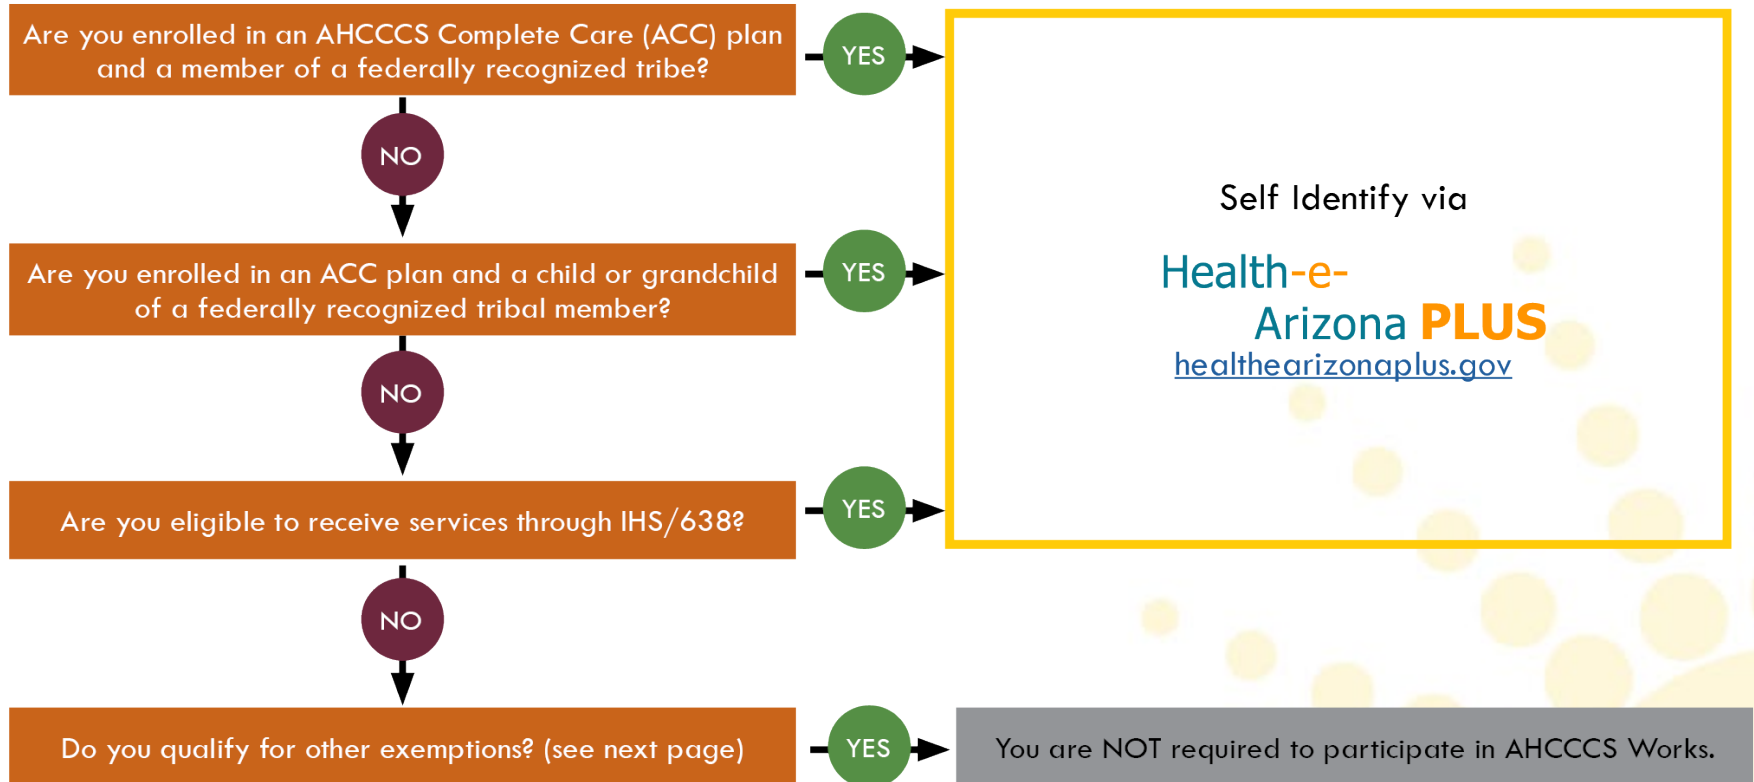 Are you enrolled in an AHCCCS Complete Care (ACC) plan
and a member of a federally recognized tribe?
YES
NO
Are you enrolled in an ACC plan and a child or grandchild
of a federally recognized tribal member?
YES
NO
Are you eligible to receive services through IHS/638?
YES
NO
Do you qualify for other exemptions? (see next page)
YES
You are NOT required to participate in AHCCCS Works.
Self Identify via
Health-e-
Arizona PLUS
healthearizonaplus.gov